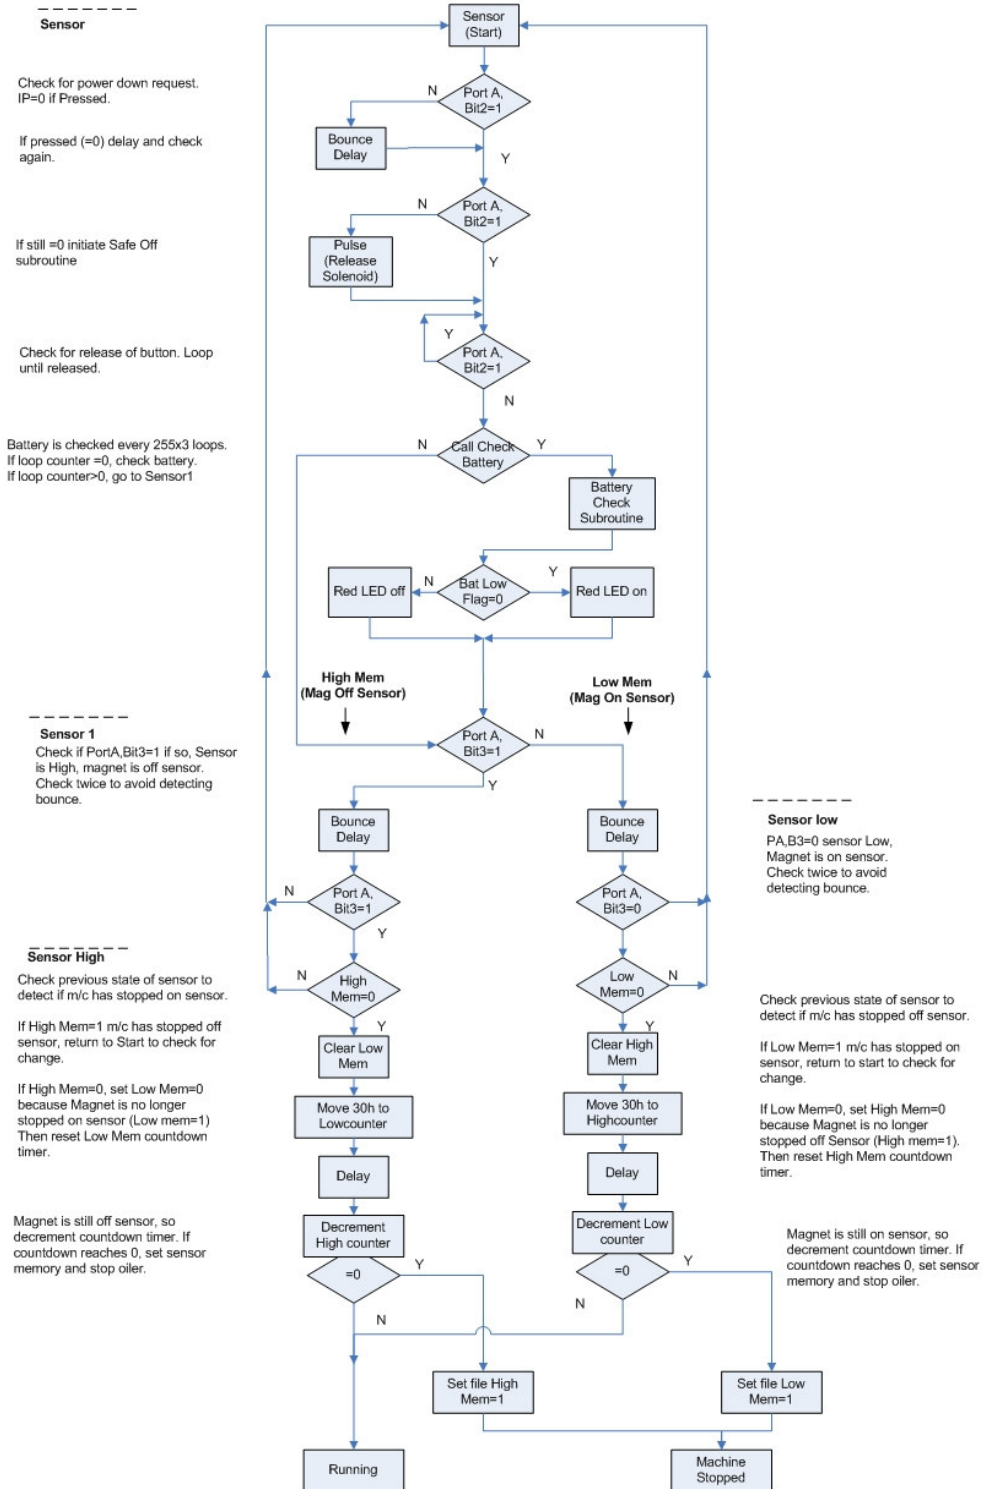 Sensor
Sensor
(Start)
Check for power down request.
IP=0 if Pressed.
N
Port A,
Bit2=1
If pressed (=0) delay and check
again.
Bounce
Delay
Y
N
Port A,
Bit2=1
If still =0 initiate Safe Off
subroutine
Pulse
(Release
Solenoid)
Y
Check for release of button. Loop
until released.
Y
Port A,
Bit2=1
N
Battery is checked every 255x3 loops.
If loop counter =0, check battery.
If loop counter>0, go to Sensor1
N
Call Check
Battery
Y
Battery
Check
Subroutine
Red LED off
N
Bat Low
Flag=0
Y
Red LED on
High Mem
(Mag Off Sensor)
Low Mem
(Mag On Sensor)
Sensor 1
Check if PortA,Bit3=1 if so, Sensor
is High, magnet is off sensor.
Check twice to avoid detecting
bounce.
Port A,
Bit3=1
N
Y
Bounce
Delay
Bounce
Delay
Sensor low
PA,B3=0 sensor Low,
Magnet is on sensor.
Check twice to avoid
detecting bounce.
N
Port A,
Bit3=1
Y
Port A,
Bit3=0
Sensor High
Check previous state of sensor to
detect if m/c has stopped on sensor.
If High Mem=1 m/c has stopped off
sensor, return to Start to check for
change.
If High Mem=0, set Low Mem=0
because Magnet is no longer
stopped on sensor (Low mem=1)
Then reset Low Mem countdown
timer.
N
High
Mem=0
Y
Low
Mem=0
N
Y
Check previous state of sensor to
detect if m/c has stopped off sensor.
If Low Mem=1 m/c has stopped on
sensor, return to start to check for
change.
If Low Mem=0, set High Mem=0
because Magnet is no longer
stopped off Sensor (High mem=1).
Then reset High Mem countdown
timer.
Clear Low
Mem
Clear High
Mem
Move 30h to
Lowcounter
Move 30h to
Highcounter
Delay
Delay
Magnet is still off sensor, so
decrement countdown timer. If
countdown reaches 0, set sensor
memory and stop oiler.
Decrement
High counter
=0
Y
N
Decrement Low
counter
=0
Y
N
Magnet is still on sensor, so
decrement countdown timer. If
countdown reaches 0, set sensor
memory and stop oiler.
Set file High
Mem=1
Set file Low
Mem=1
Running
Machine
Stopped